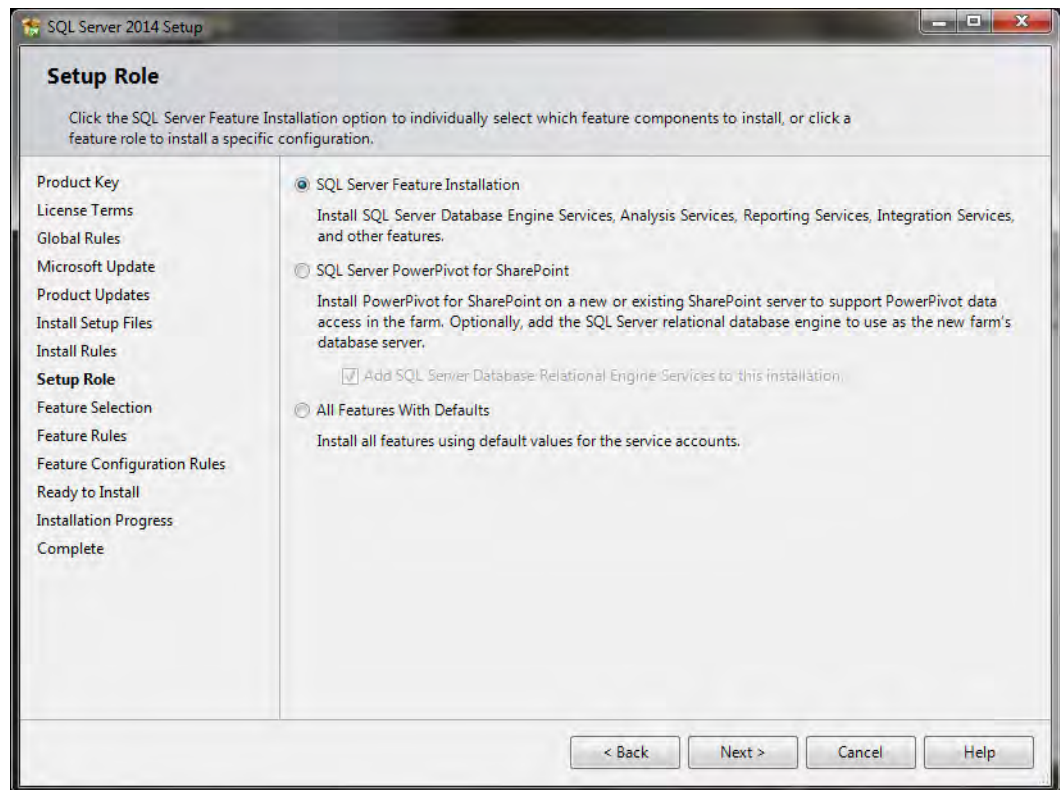 SQL Server 2014 Setup
Setup Role
Click the SQL Server Feature Installation option to individually select which feature components to install, or click a
feature role to install a specific configuration.
Product Key
License Terms
Global Rules
Microsoft Update
Product Updates
Install Setup Files
Install Rules
Setup Role
Feature Selection
Feature Rules
Feature Configuration Rules
Ready to Install
Installation Progress
Complete
SQL Server Feature Installation
Install SQL Server Database Engine Services, Analysis Services, Reporting Services, Integration Services,
and other features.
SQL Server PowerPivot for SharePoint
Install PowerPivot for SharePoint on a new or existing SharePoint server to support PowerPivot data
access in the farm. Optionally, add the SQL Server relational database engine to use as the new farm's
database server.
Add SQL Server Database Relational Engine Services to this installation.
All Features With Defaults
Install all features using default values for the service accounts.
< Back
Next >
Cancel
Help